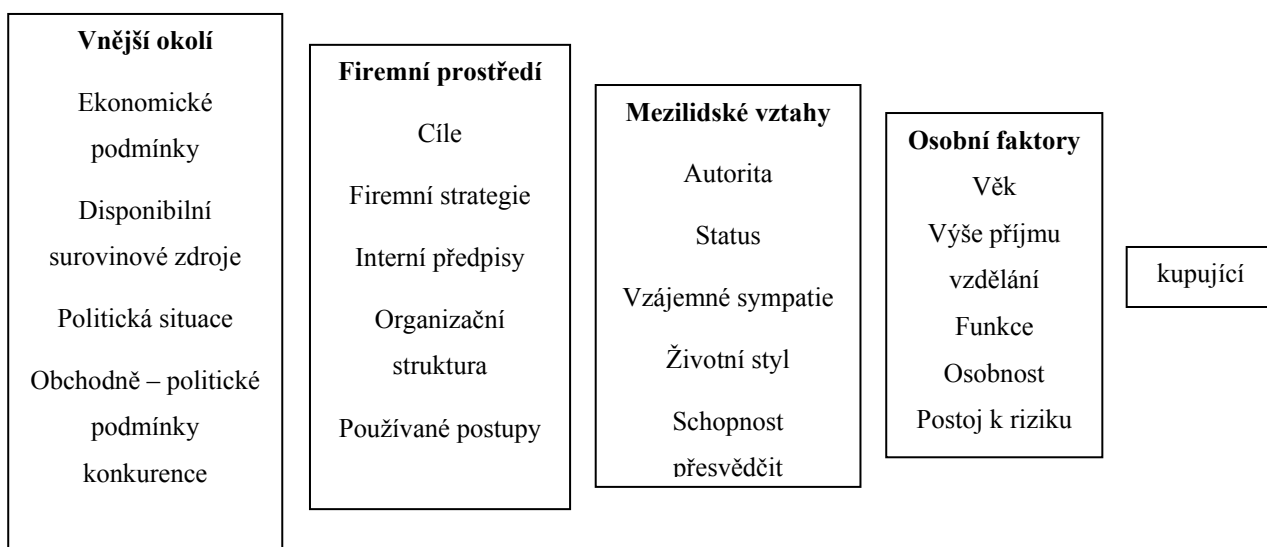 Vnější okolí
Ekonomické
podmínky
Disponibilní
surovinové zdroje
Politická situace
Obchodně – politické
podmínky
konkurence
Firemní prostředí
Cíle
Firemní strategie
Interní předpisy
Organizační
struktura
Používané postupy
Mezilidské vztahy
Autorita
Status
Vzájemné sympatie
Životní styl
Schopnost
přesvědčit
Osobní faktory
Věk
Výše příjmu
vzdělání
Funkce
Osobnost
Postoj k riziku
kupující